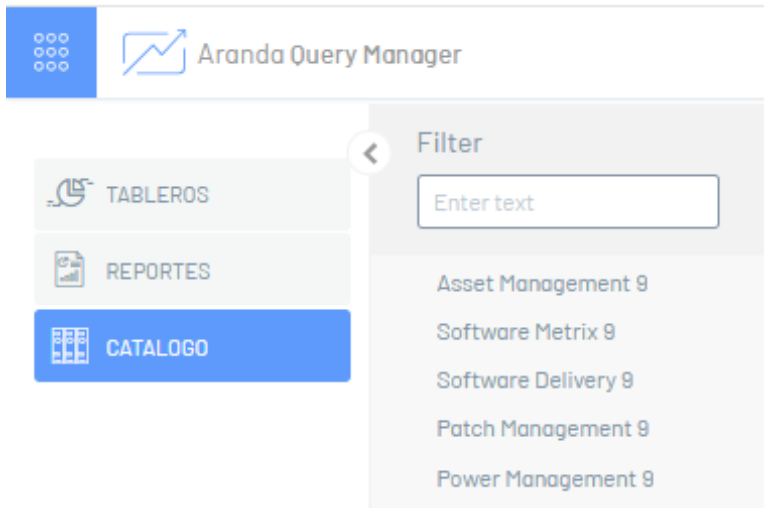 Aranda Query Manager
TABLEROS
REPORTES
CATALOGO
Filter
Enter text
Asset Management 9
Software Metrix 9
Software Delivery 9
Patch Management 9
Power Management 9